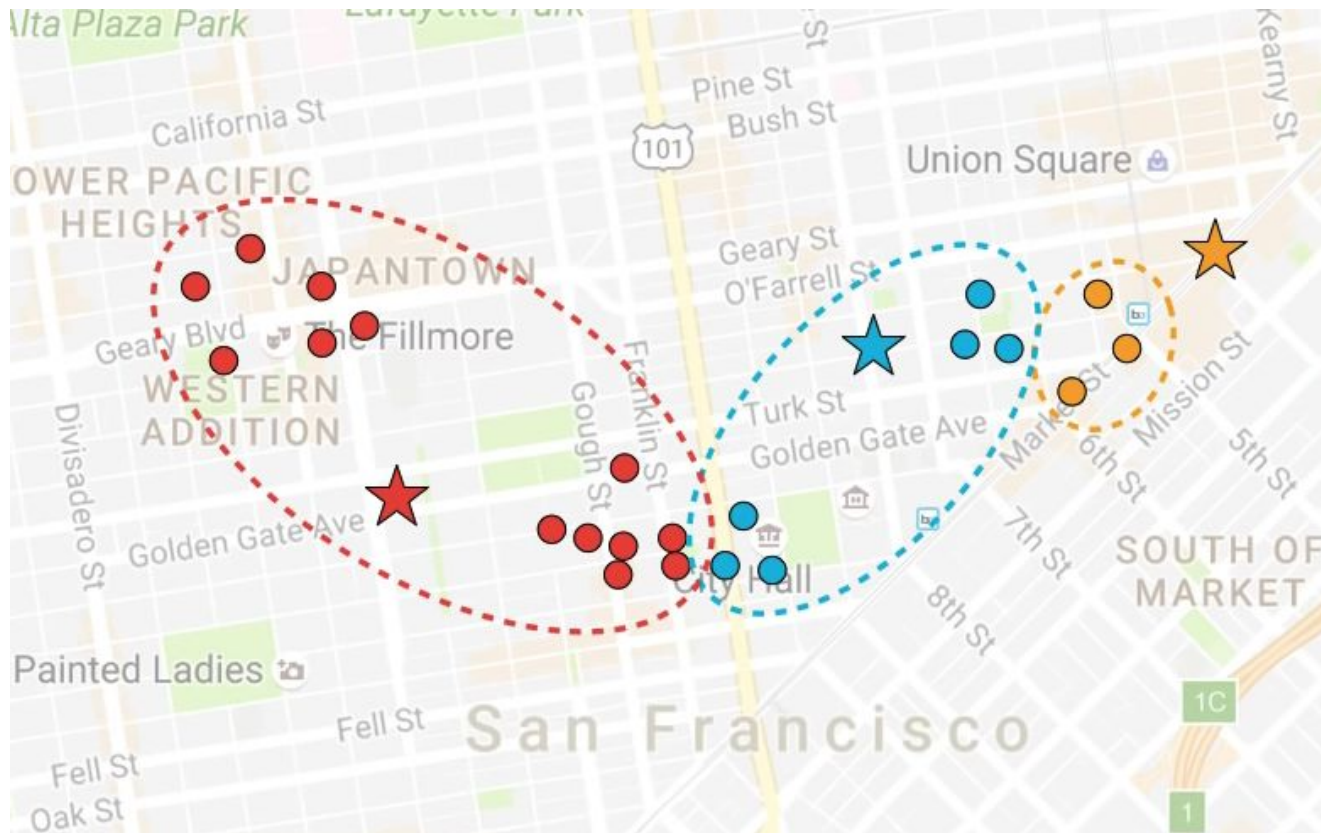 Alta Plaza Park
Lafayette Park
St
Kearny St
California St
Pine St
Bush St
101
Union Square
OWER PACIFIC
HEIGHTS
JAPANTOWN
Geary St
O'Farrell St
Geary Blvd
The Fillmore
WESTERN
ADDITION
Divisadero St
Gough St
Franklin St
Turk St
Golden Gate Ave
Market St
Mission St
5th St
6th St
7th St
8th St
Golden Gate Ave
City Hall
SOUTH OF
MARKET
Painted Ladies
Fell St
San Francisco
1C
Fell St
Oak St
1